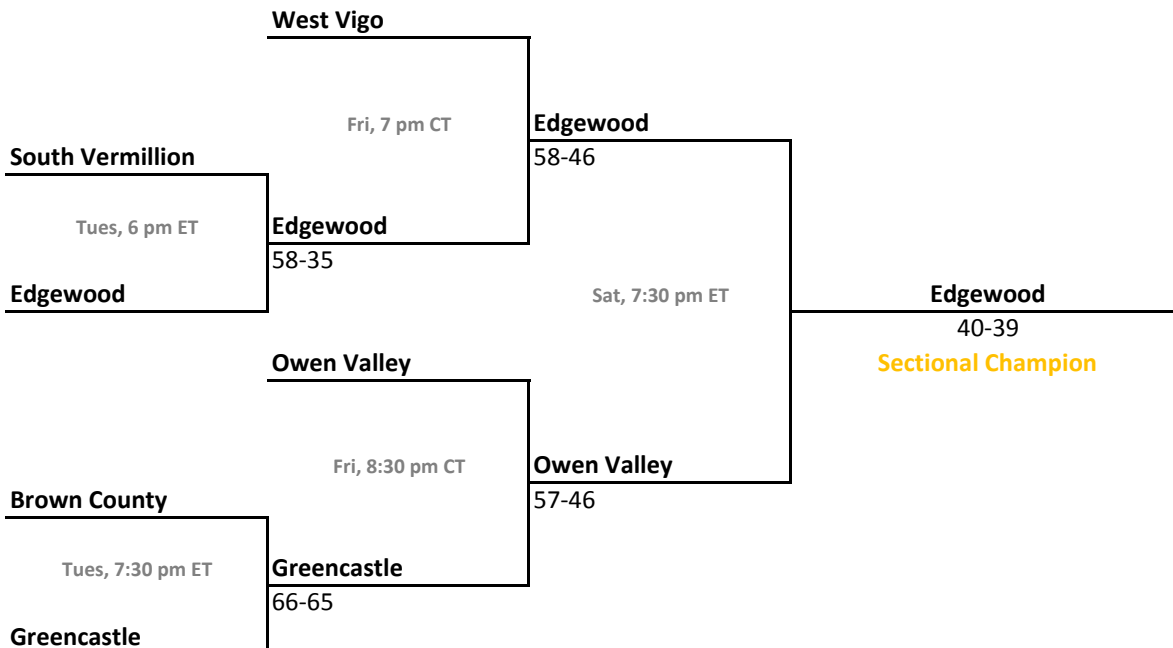 West Vigo
Fri, 7 pm CT
Edgewood
58-46
South Vermillion
Tues, 6 pm ET
Edgewood
58-35
Edgewood
Sat, 7:30 pm ET
Edgewood
40-39
Sectional Champion
Owen Valley
Fri, 8:30 pm CT
Owen Valley
57-46
Brown County
Tues, 7:30 pm ET
Greencastle
66-65
Greencastle